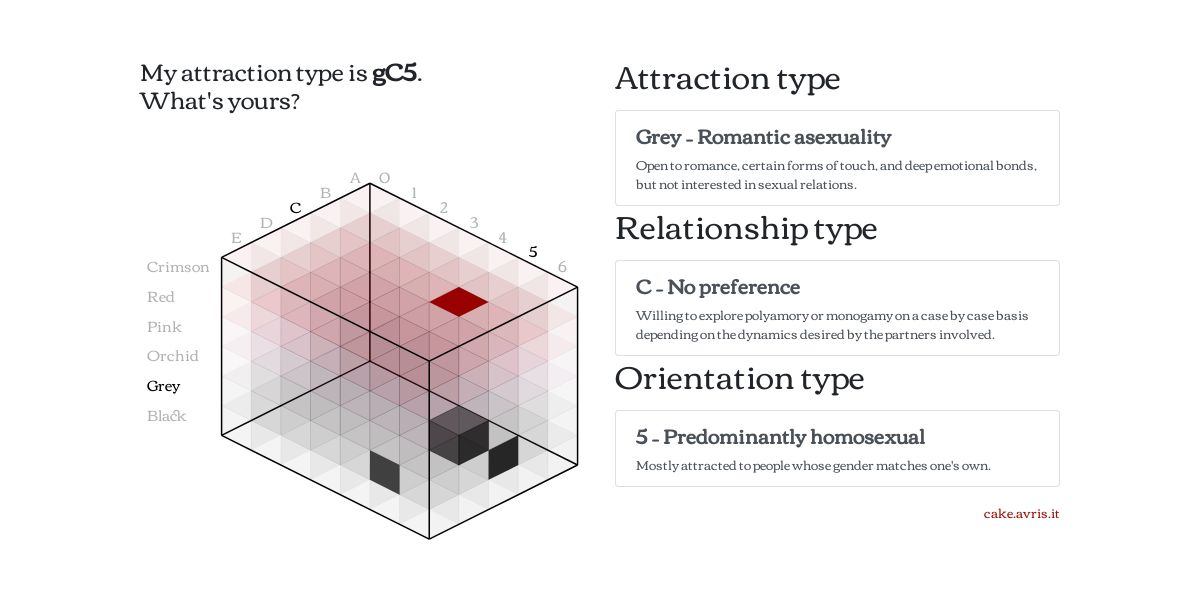 My attraction type is gC5.
What's yours?
A O
B 1
C 2
D 3
E 4
5
6
Crimson
Red
Pink
Orchid
Grey
Black
Attraction type
Grey - Romantic asexuality
Open to romance, certain forms of touch, and deep emotional bonds,
but not interested in sexual relations.
Relationship type
C - No preference
Willing to explore polyamory or monogamy on a case by case basis
depending on the dynamics desired by the partners involved.
Orientation type
5 - Predominantly homosexual
Mostly attracted to people whose gender matches one's own.
cake.avris.it